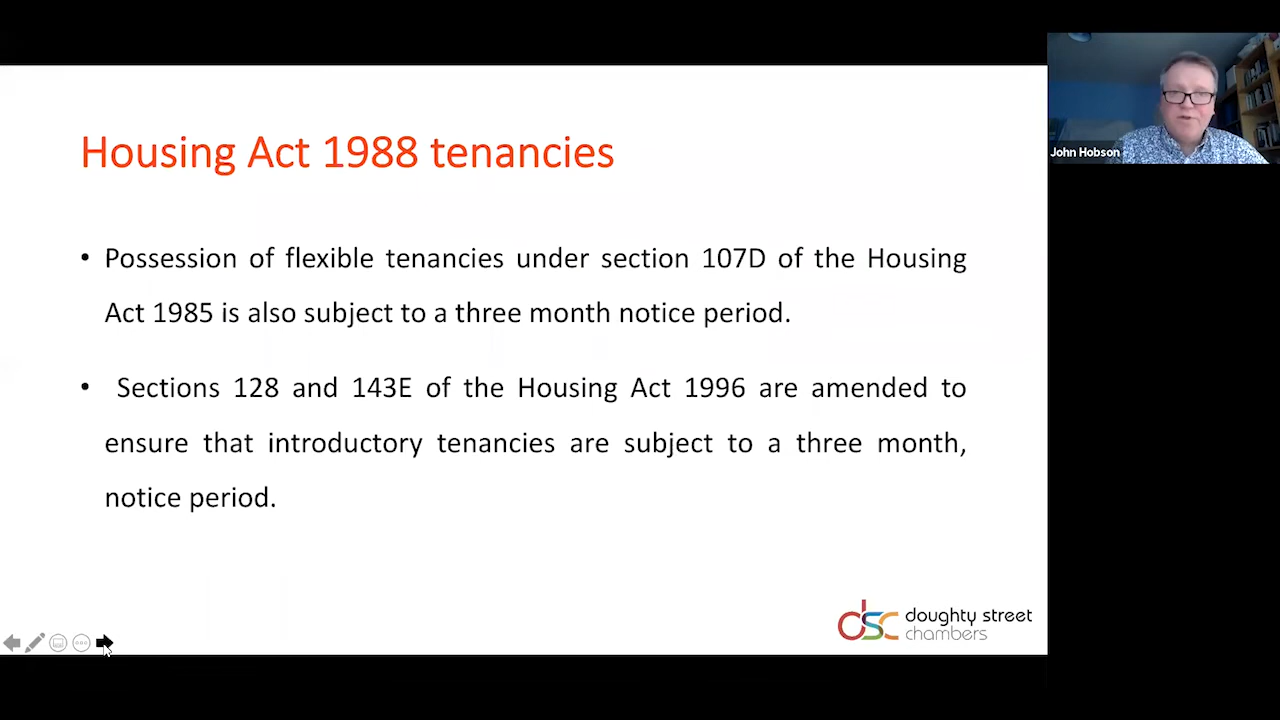 Housing Act 1988 tenancies
• Possession of flexible tenancies under section 107D of the Housing
Act 1985 is also subject to a three month notice period.
• Sections 128 and 143E of the Housing Act 1996 are amended to
ensure that introductory tenancies are subject to a three month,
notice period.
dsc doughty street
chambers
John Hobson